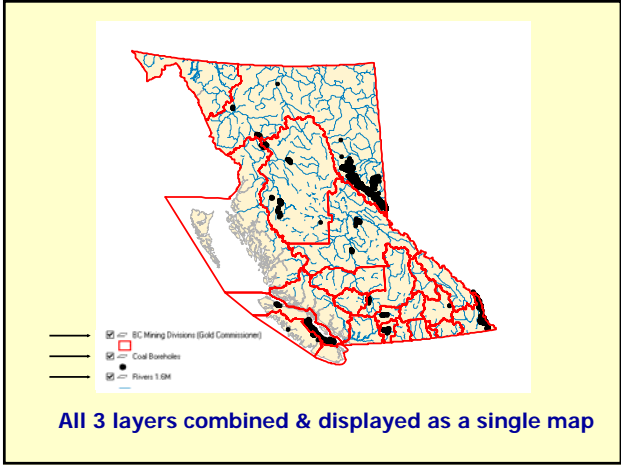 BC Mining Divisions (Gold Commissioner)
Coal Boreholes
Rivers 1:6M
All 3 layers combined & displayed as a single map